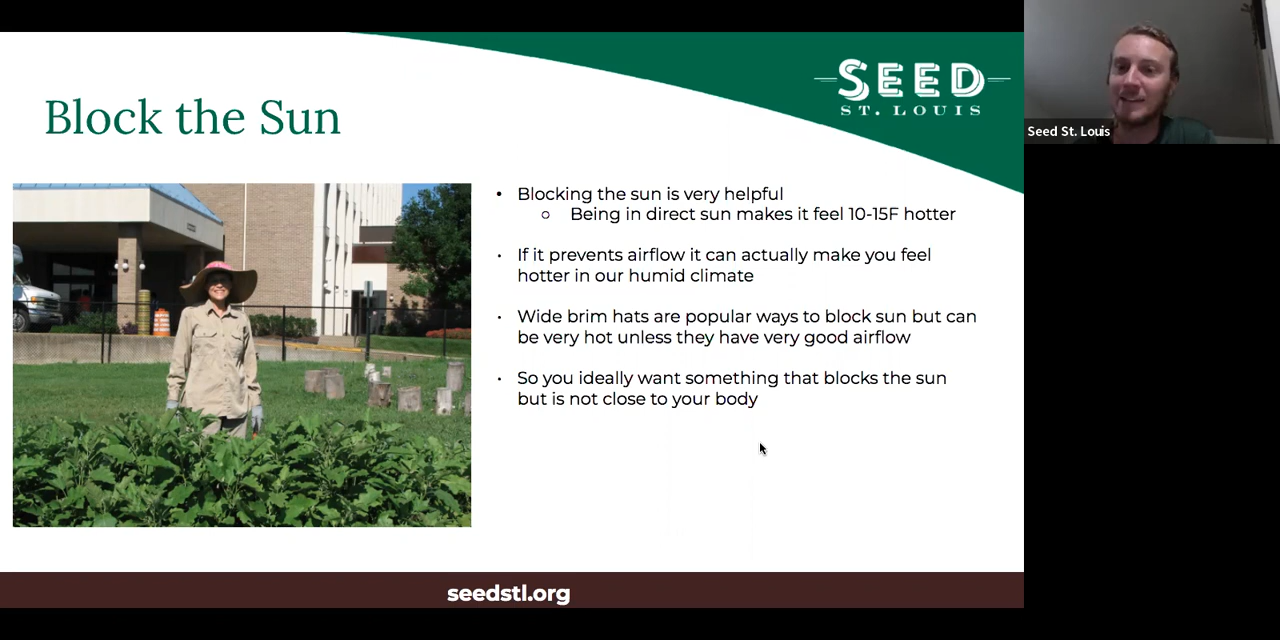 SEED
ST. LOUIS
Block the Sun
Seed St. Louis
• Blocking the sun is very helpful
○ Being in direct sun makes it feel 10-15F hotter
• If it prevents airflow it can actually make you feel
hotter in our humid climate
• Wide brim hats are popular ways to block sun but can
be very hot unless they have very good airflow
• So you ideally want something that blocks the sun
but is not close to your body
seedstl.org